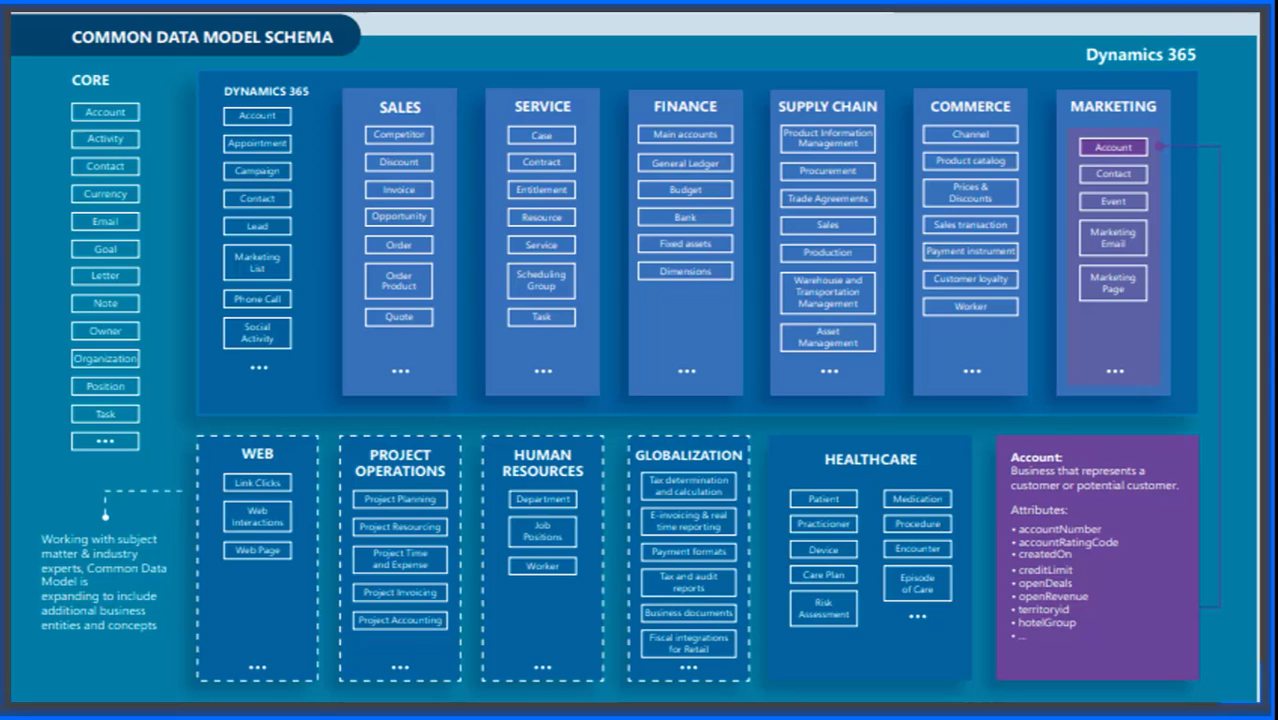 COMMON DATA MODEL SCHEMA
Dynamics 365
CORE
Account
Activity
Contact
Currency
Email
Goal
Letter
Note
Owner
Organization
Position
Task
...
DYNAMICS 365
Account
Appointment
Campaign
Contact
Lead
Marketing
List
Phone Call
Social
Activity
...
SALES
Competitor
Discount
Invoice
Opportunity
Order
Order
Product
Quote
...
SERVICE
Case
Contract
Entitlement
Resource
Service
Scheduling
Group
Task
...
FINANCE
Main accounts
General Ledger
Budget
Bank
Fixed assets
Dimensions
...
SUPPLY CHAIN
Product Information
Management
Procurement
Trade Agreements
Sales
Production
Warehouse and
Transportation
Management
Asset
Management
...
COMMERCE
Channel
Product catalog
Prices &
Discounts
Sales transaction
Payment instrument
Customer loyalty
Worker
...
MARKETING
Account
Contact
Event
Marketing
Email
Marketing
Page
...
Working with subject
matter & industry
experts, Common Data
Model is
expanding to include
additional business
entities and concepts
WEB
Link Clicks
Web
Interactions
Web Page
...
PROJECT
OPERATIONS
Project Planning
Project Resourcing
Project Time
and Expense
Project Invoicing
Project Accounting
...
HUMAN
RESOURCES
Department
Job
Positions
Worker
...
GLOBALIZATION
Tax determination
and calculation
E-invoicing & real
time reporting
Payment formats
Tax and audit
reports
Business documents
Fiscal integrations
for Retail
...
HEALTHCARE
Patient
Practicioner
Device
Care Plan
Risk
Assessment
Medication
Procedure
Encounter
Episode
of Care
...
Account:
Business that represents a
customer or potential customer.
Attributes:
• accountNumber
• accountRatingCode
• createdOn
• creditLimit
• openDeals
• openRevenue
• territoryid
• hotelGroup
• ...